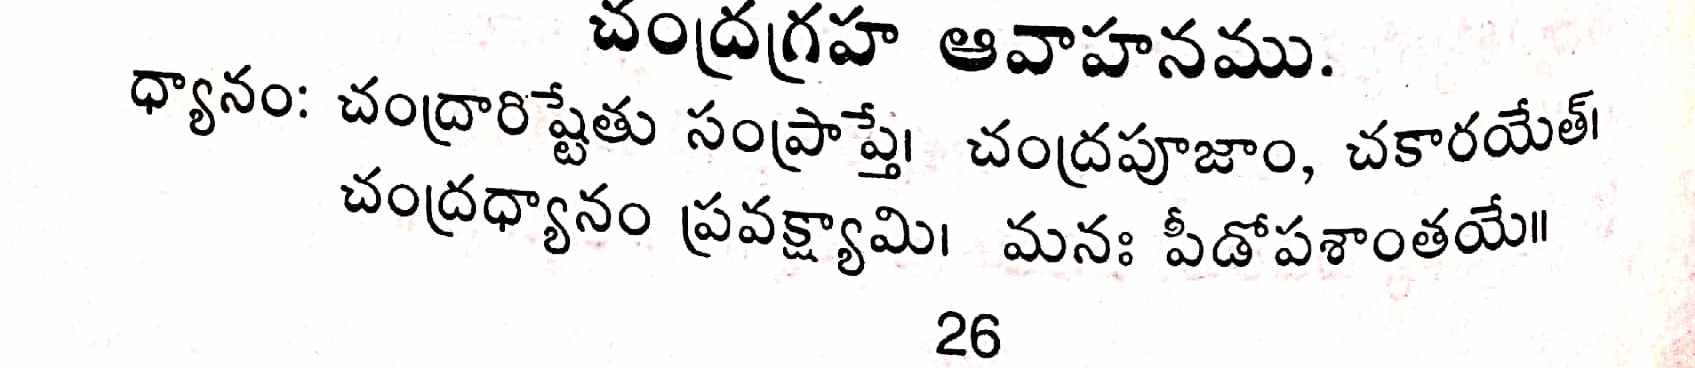 చంద్రగ్రహ ఆవాహనము.
ధ్యానం: చంద్రారిష్టేతు సంప్రాప్తే। చంద్రపూజాం, చకారయేత్।
చంద్రధ్యానం ప్రవక్ష్యామి। మనః పీడోపశాంతయే॥
26